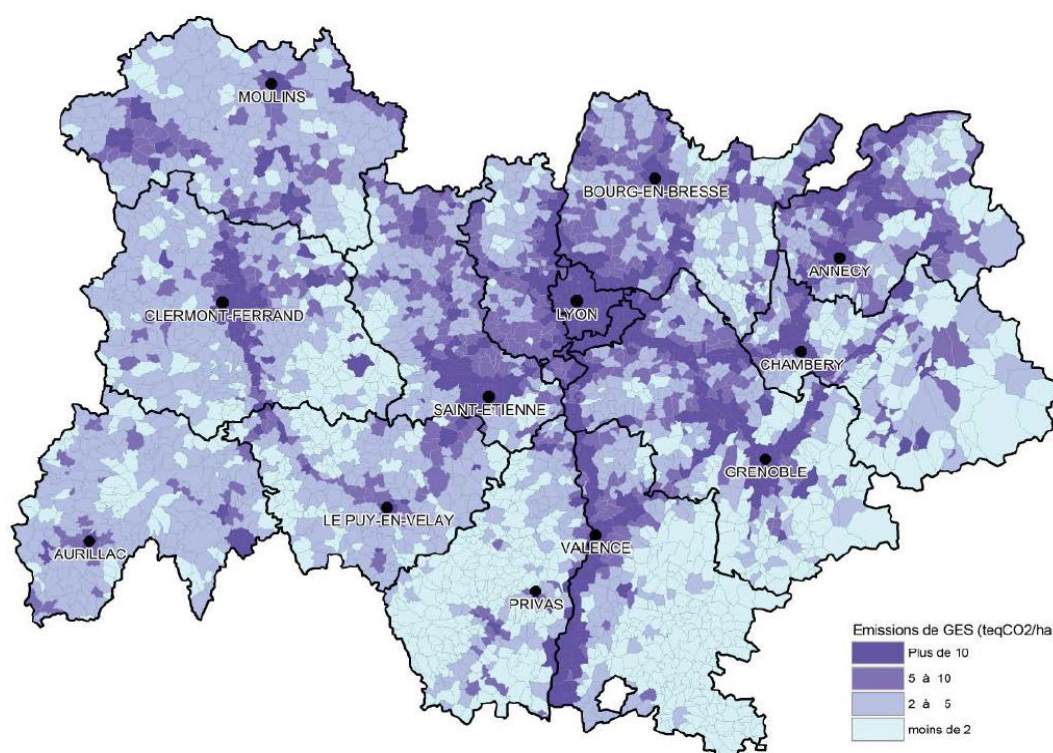 MOULINS
BOURG-EN-BRESSE
ANNECY
CLERMONT-FERRAND
LYON
CHAMBERY
SAINT-ETIENNE
GRENOBLE
LE PUY-EN-VELAY
AURILLAC
VALENCE
PRIVAS
Emissions de GES (teqCO2/ha
Plus de 10
5 à 10
2 à 5
moins de 2